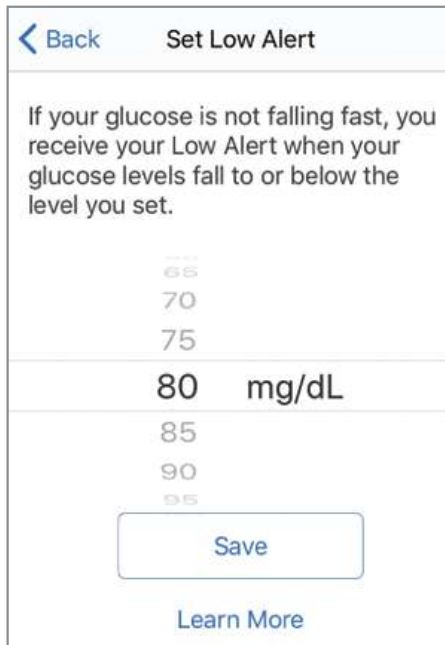 Back Set Low Alert
If your glucose is not falling fast, you
receive your Low Alert when your
glucose levels fall to or below the
level you set.
65
70
75
80 mg/dL
85
90
95
Save
Learn More